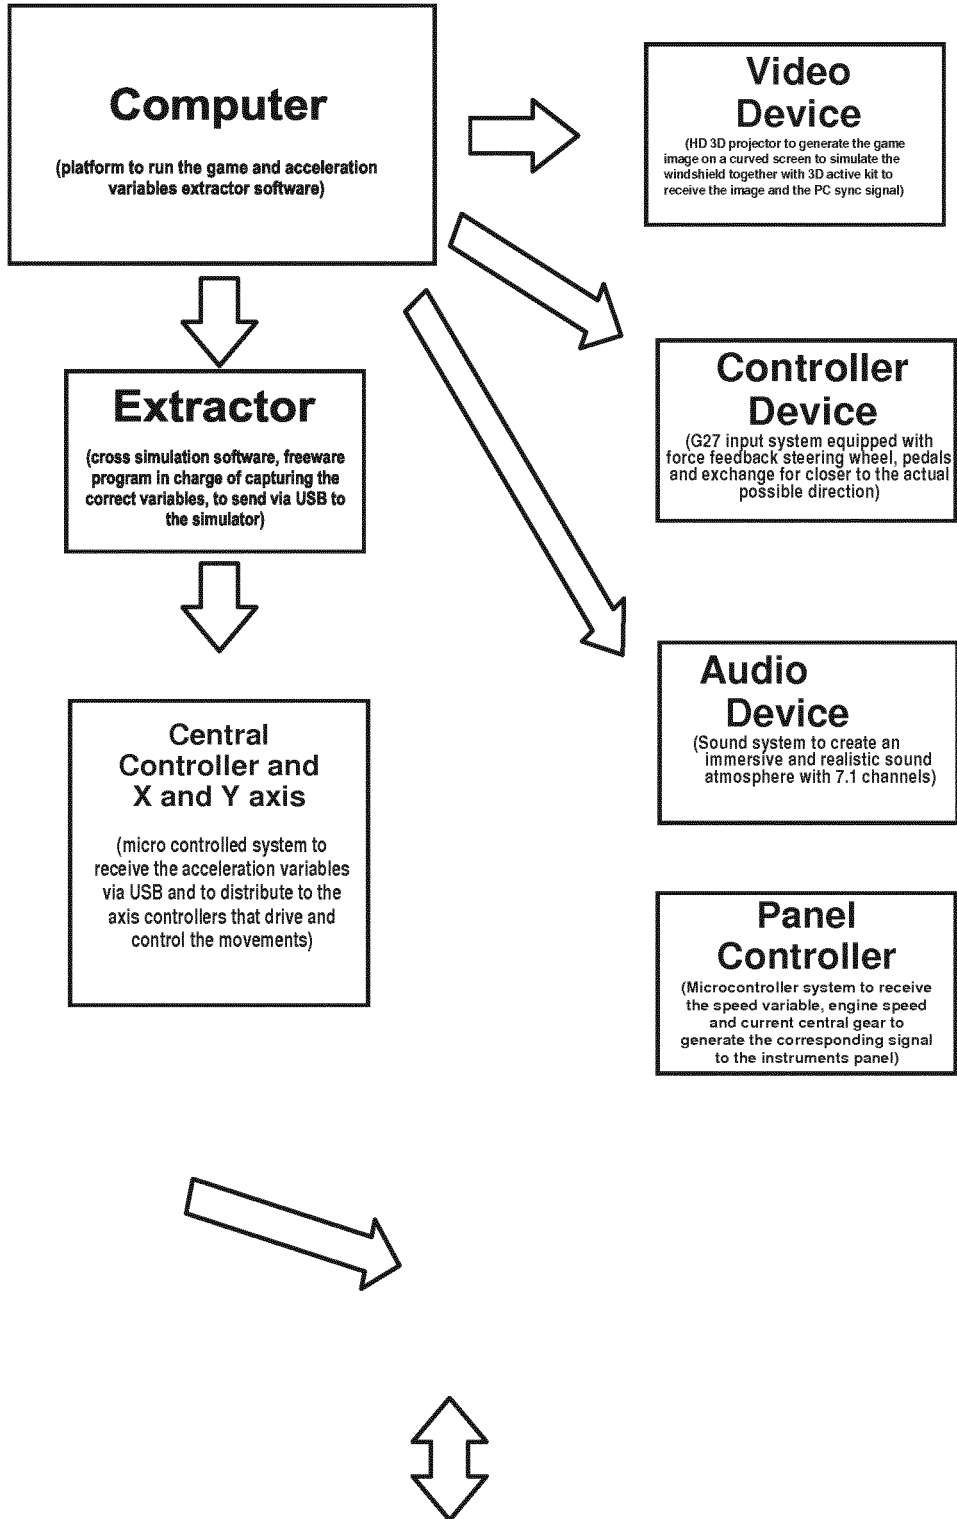 Computer
(platform to run the game and acceleration
variables extractor software)
Video
Device
(HD 3D projector to generate the game
image on a curved screen to simulate the
windshield together with 3D active kit to
receive the image and the PC sync signal)
Extractor
(cross simulation software, freeware
program in charge of capturing the
correct variables, to send via USB to
the simulator)
Controller
Device
(G27 input system equipped with
force feedback steering wheel, pedals
and exchange for closer to the actual
possible direction)
Central
Controller and
X and Y axis
(micro controlled system to
receive the acceleration variables
via USB and to distribute to the
axis controllers that drive and
control the movements)
Audio
Device
(Sound system to create an
immersive and realistic sound
atmosphere with 7.1 channels)
Panel
Controller
(Microcontroller system to receive
the speed variable, engine speed
and current central gear to
generate the corresponding signal
to the instruments panel)